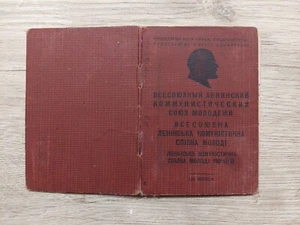 ВСЕСОЮЗНЫЙ ЛЕНИНСКИЙ
КОММУНИСТИЧЕСКИЙ
СОЮЗ МОЛОДЕЖИ
ВСЕСОЮЗНА
ЛЕНІНСЬКА КОМУНІСТИЧНА
СПІЛКА МОЛОДІ
ЛЕНІНСЬКА КОМУНІСТИЧНА
СПІЛКА МОЛОДІ УКРАЇНИ